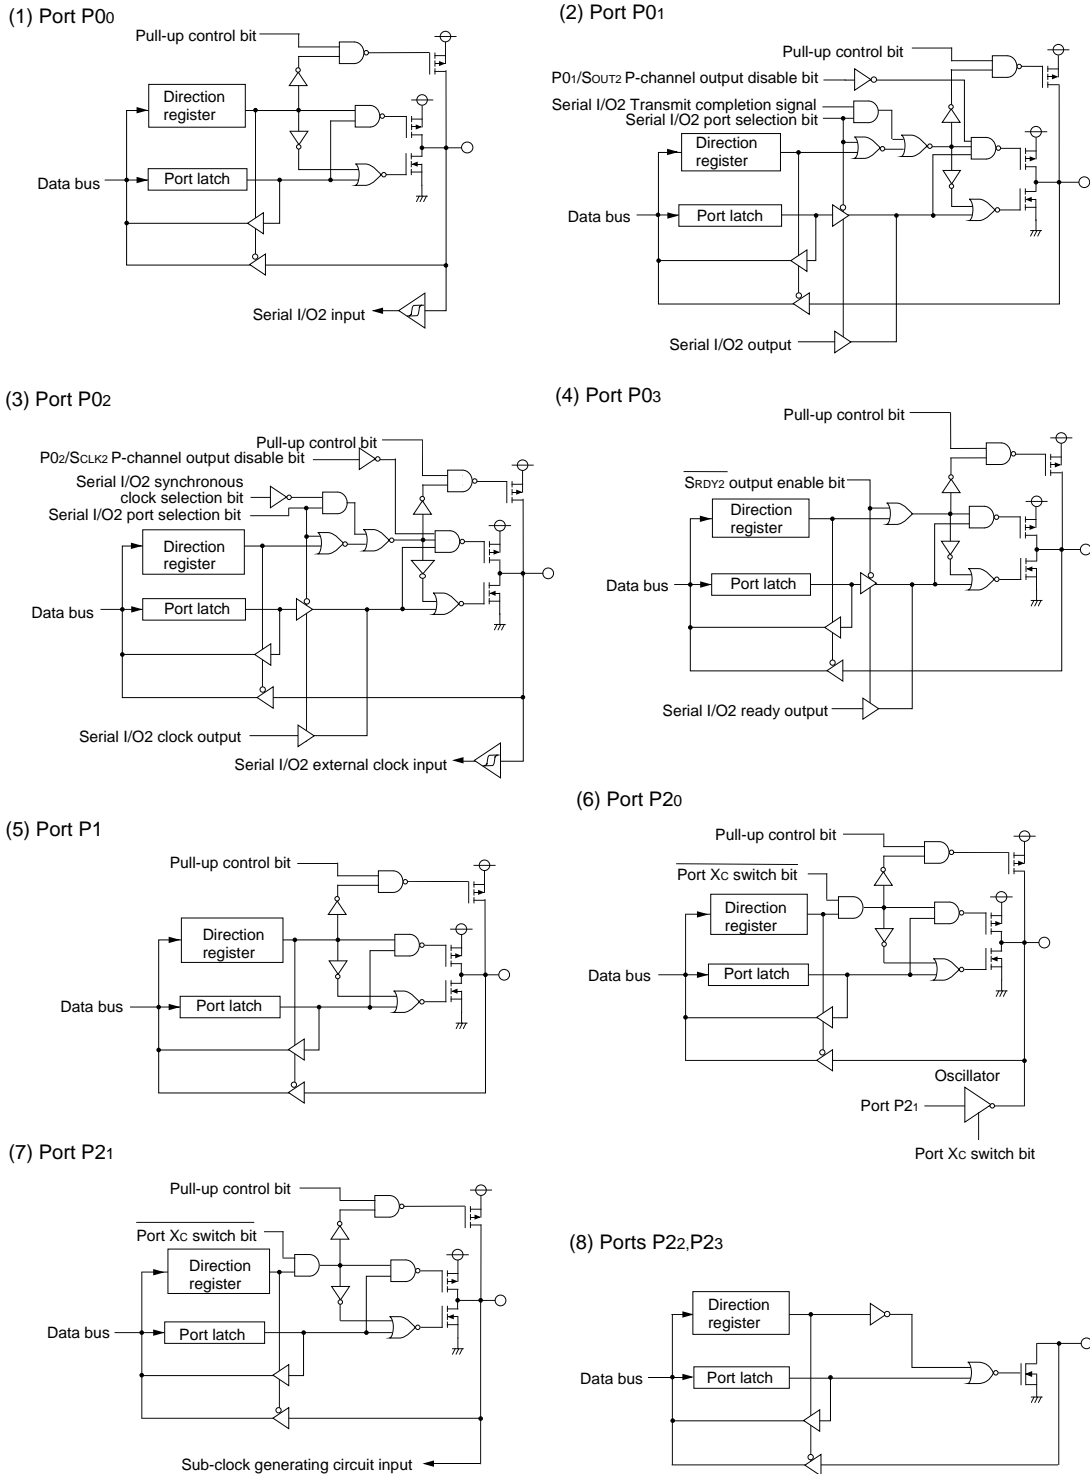 (1) Port P00
Pull-up control bit
Direction
register
Data bus
Port latch
Serial I/O2 input
(2) Port P01
Pull-up control bit
P01/SOUT2 P-channel output disable bit
Serial I/O2 Transmit completion signal
Serial I/O2 port selection bit
Direction
register
Data bus
Port latch
Serial I/O2 output
(3) Port P02
Pull-up control bit
P02/SCLK2 P-channel output disable bit
Serial I/O2 synchronous
clock selection bit
Serial I/O2 port selection bit
Direction
register
Data bus
Port latch
Serial I/O2 clock output
Serial I/O2 external clock input
(4) Port P03
Pull-up control bit
SRDY2 output enable bit
Direction
register
Data bus
Port latch
Serial I/O2 ready output
(5) Port P1
Pull-up control bit
Direction
register
Data bus
Port latch
(6) Port P20
Pull-up control bit
Port XC switch bit
Direction
register
Data bus
Port latch
Oscillator
Port P21
Port XC switch bit
(7) Port P21
Pull-up control bit
Port XC switch bit
Direction
register
Data bus
Port latch
Sub-clock generating circuit input
(8) Ports P22,P23
Direction
register
Data bus
Port latch